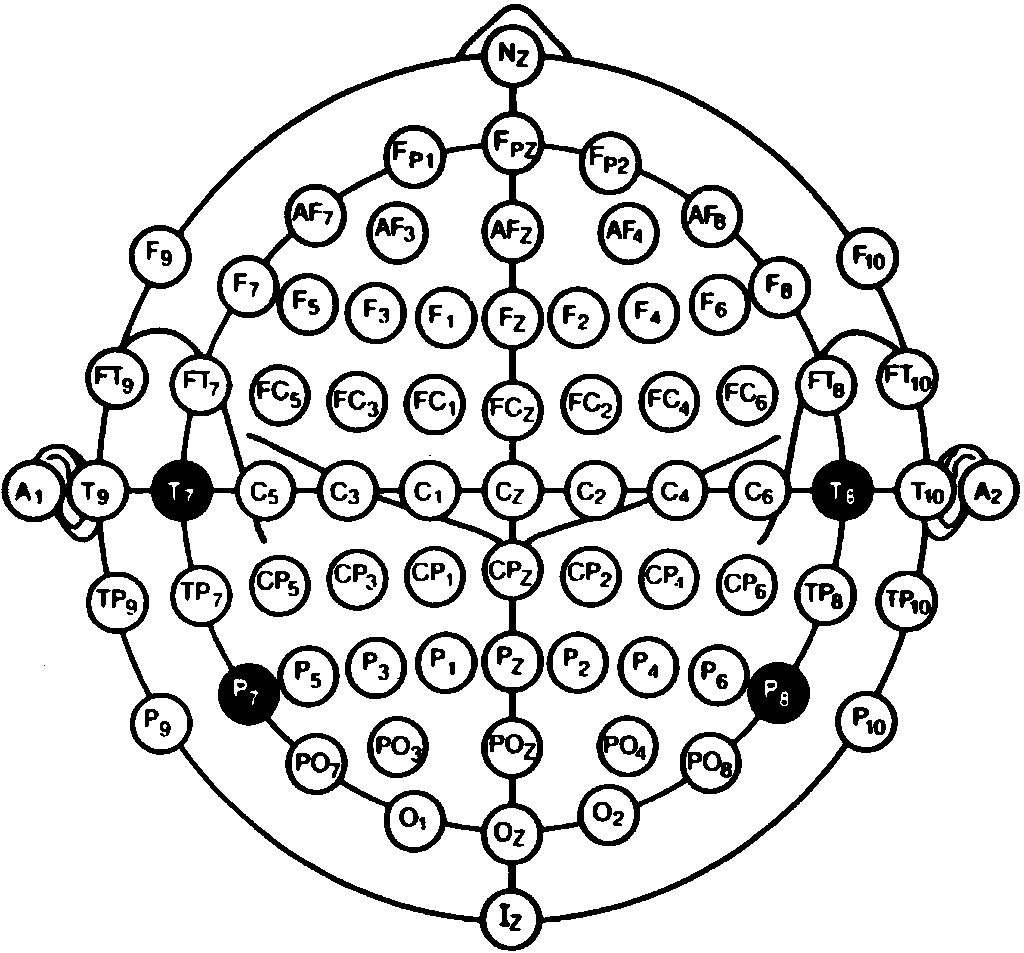 Nz
Fp1 Fpz Fp2
AF7 AF3 AFz AF4 AF8
F9 F7 F5 F3 F1 Fz F2 F4 F6 F8 F10
FT9 FT7 FC5 FC3 FC1 FCz FC2 FC4 FC6 FT8 FT10
A1 T9 T7 C5 C3 C1 Cz C2 C4 C6 T8 T10 A2
TP9 TP7 CP5 CP3 CP1 CPz CP2 CP4 CP6 TP8 TP10
P9 P7 P5 P3 P1 Pz P2 P4 P6 P8 P10
PO7 PO3 POz PO4 PO8
O1 Oz O2
Iz